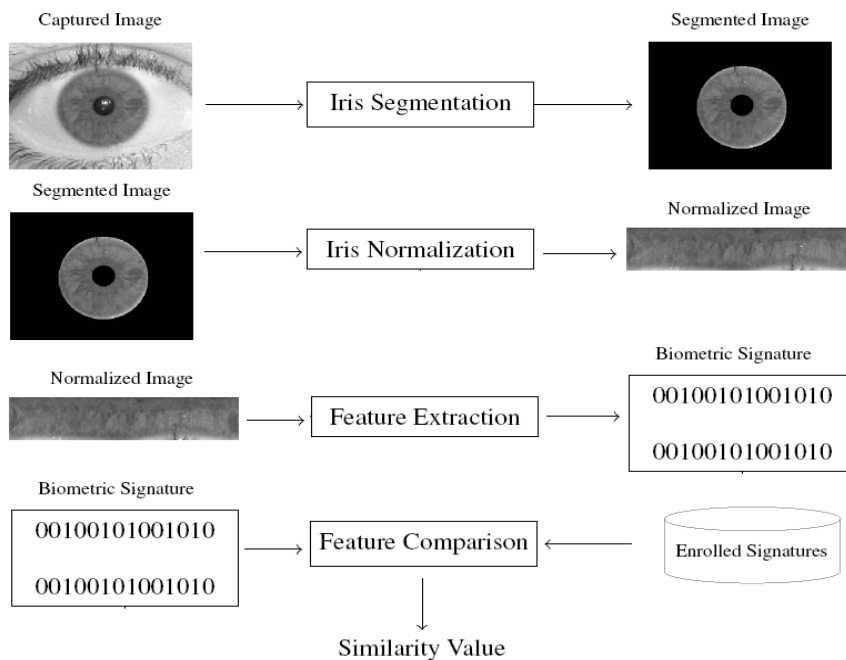 Captured Image
Segmented Image
Iris Segmentation
Segmented Image
Normalized Image
Iris Normalization
Normalized Image
Biometric Signature
Feature Extraction
00100101001010
00100101001010
Biometric Signature
00100101001010
00100101001010
Feature Comparison
Enrolled Signatures
Similarity Value